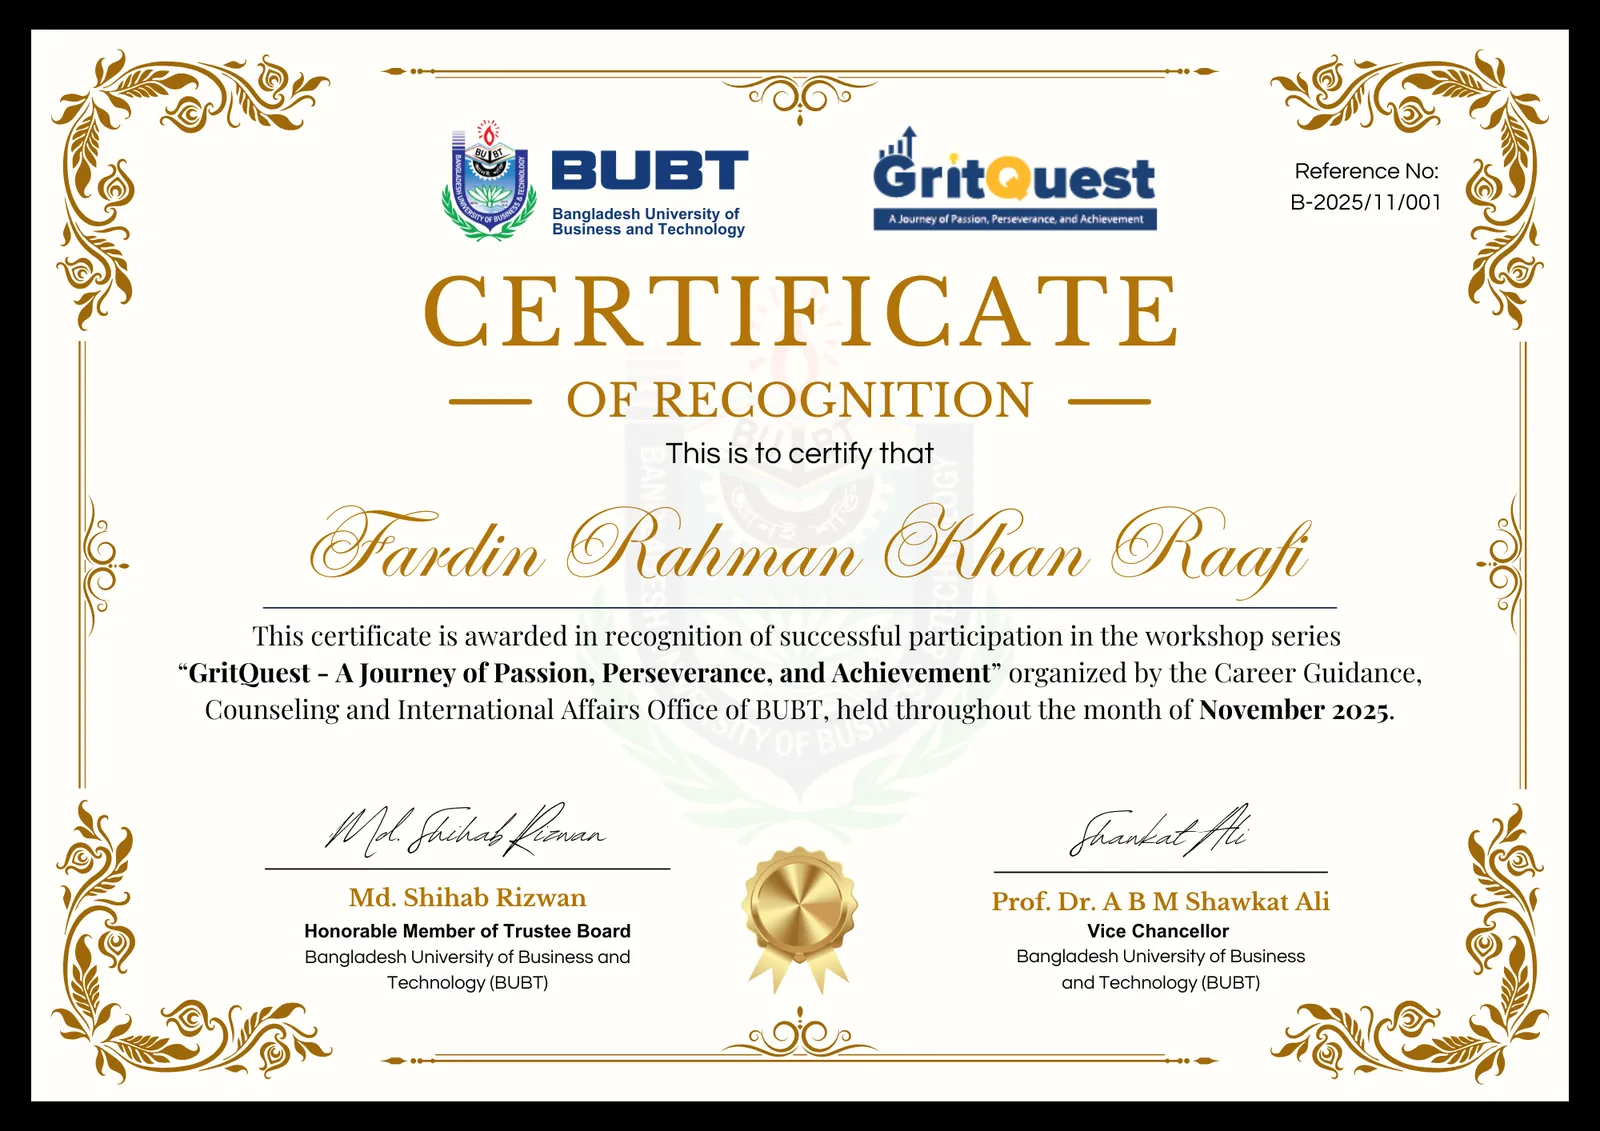 BUBT
Bangladesh University of
Business and Technology
GritQuest
A Journey of Passion, Perseverance, and Achievement
Reference No:
B-2025/11/001
CERTIFICATE
OF RECOGNITION
This is to certify that
Fardin Rahman Khan Raafi
This certificate is awarded in recognition of successful participation in the workshop series
“GritQuest - A Journey of Passion, Perseverance, and Achievement” organized by the Career Guidance,
Counseling and International Affairs Office of BUBT, held throughout the month of November 2025.
Md. Shihab Rizwan
Md. Shihab Rizwan
Honorable Member of Trustee Board
Bangladesh University of Business and
Technology (BUBT)
Shankat Ali
Prof. Dr. A B M Shawkat Ali
Vice Chancellor
Bangladesh University of Business
and Technology (BUBT)